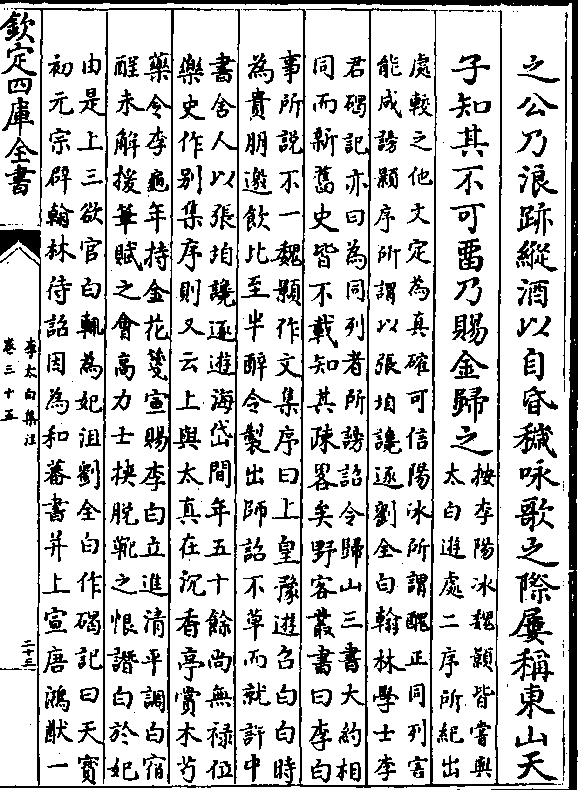 之公乃浪跡縱酒以自昏穢咏歌之際屢稱東山天
子知其不可畱乃賜金歸之
按李陽冰魏顥皆嘗與
太白遊處二序所紀出
處較之他文定為真確可信陽冰所謂醜正同列害
能成謗顥序所謂以張垍讒逐劉全白翰林學士李
君碣記亦曰為同列者所謗詔令歸山三書大約相
同而新舊史皆不載知其疎畧矣野客叢書曰李白
事所說不一魏顥作文集序曰上皇豫遊召白白時
為貴朋邀飲比至半醉令製出師詔不草而就許中
書舍人以張垍讒逐遊海岱間年五十餘尚無祿位
樂史作别集序則又云上與太真在沉香亭賞木芍
藥令李龜年持金花箋宣賜李白立進清平調白宿
酲未解援筆賦之會高力士挾脫靴之恨譖白於妃
由是上三欲官白輒為妃沮劉全白作碣記曰天寶
初元宗辟翰林待詔因為和蕃書并上宣唐鴻猷一
欽定四庫全書
李太白集注
卷三十五
二十三